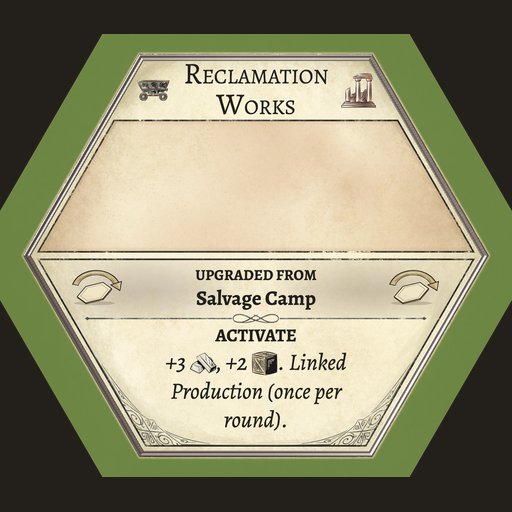 Reclamation
Works
UPGRADED FROM
Salvage Camp
ACTIVATE
+3 , +2 . Linked
Production (once per
round).